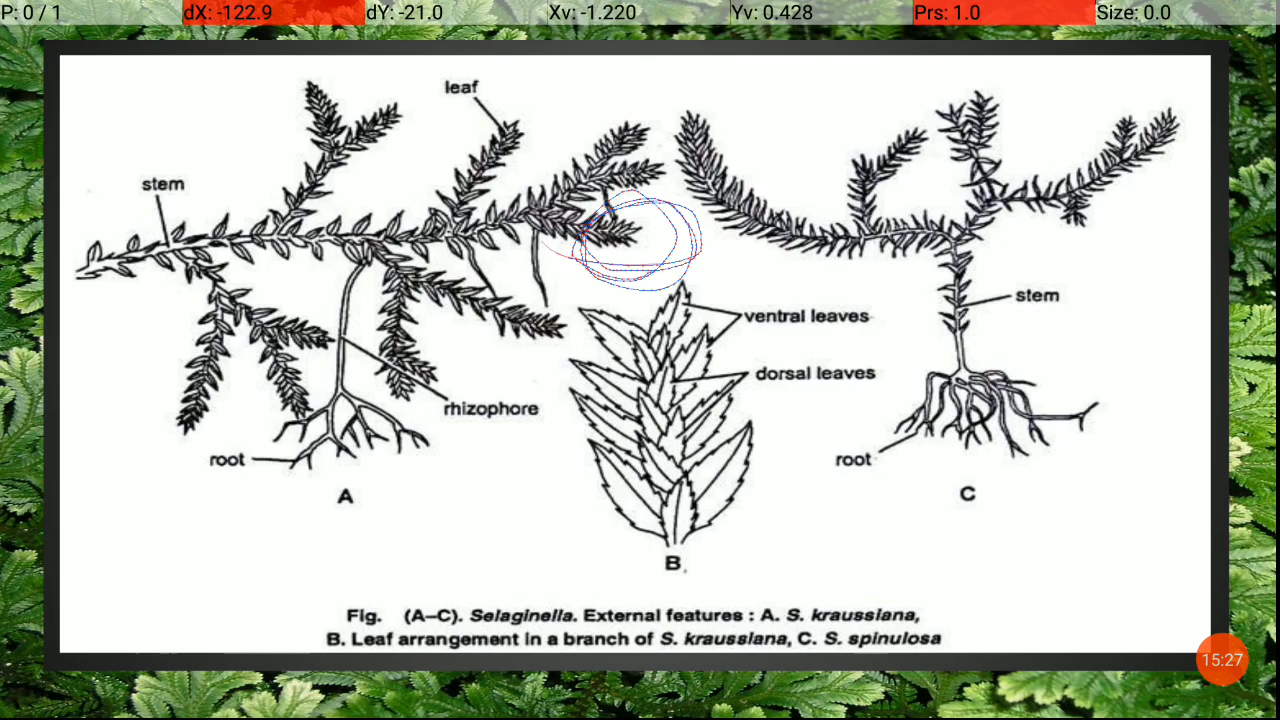 P: 0 / 1 dX: -122.9 dY: -21.0 Xv: -1.220 Yv: 0.428 Prs: 1.0 Size: 0.0
leaf
stem
stem
ventral leaves
dorsal leaves
rhizophore
root
root
A
C
B
Fig. (A–C). Selaginella. External features : A. S. kraussiana,
B. Leaf arrangement in a branch of S. kraussiana, C. S. spinulosa
15:27